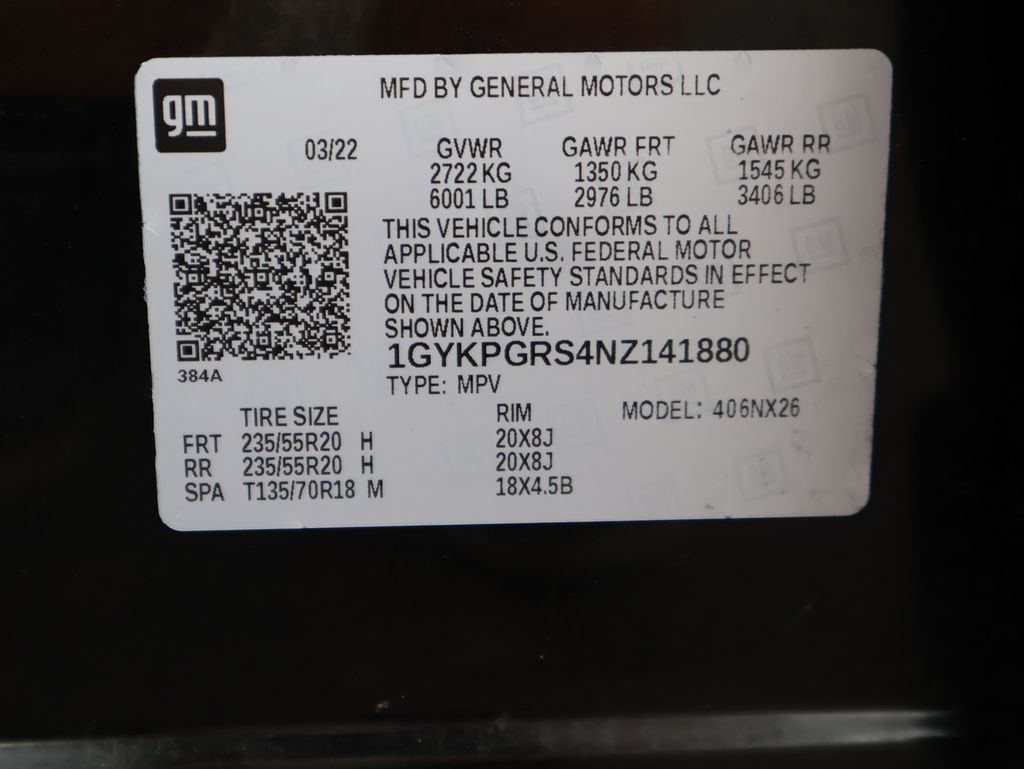 gm
MFD BY GENERAL MOTORS LLC
03/22 GVWR GAWR FRT GAWR RR
2722 KG 1350 KG 1545 KG
6001 LB 2976 LB 3406 LB
THIS VEHICLE CONFORMS TO ALL
APPLICABLE U.S. FEDERAL MOTOR
VEHICLE SAFETY STANDARDS IN EFFECT
ON THE DATE OF MANUFACTURE
SHOWN ABOVE.
1GYKPGRS4NZ141880
384A
TYPE: MPV
TIRE SIZE RIM MODEL: 406NX26
FRT 235/55R20 H 20X8J
RR 235/55R20 H 20X8J
SPA T135/70R18 M 18X4.5B